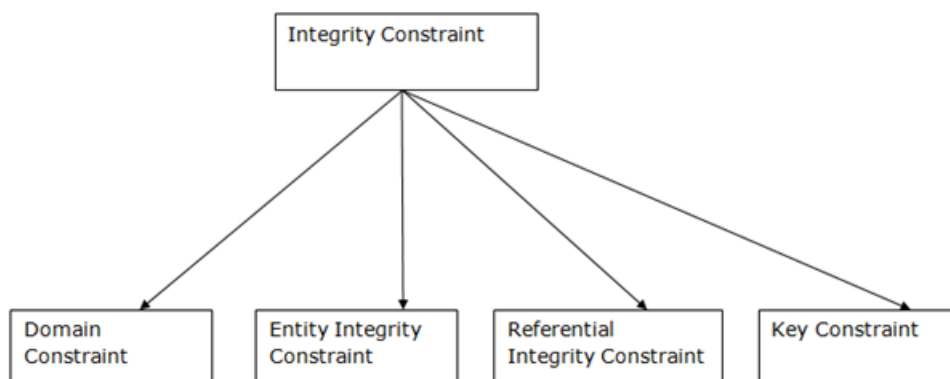 Integrity Constraint
Domain
Constraint
Entity Integrity
Constraint
Referential
Integrity Constraint
Key Constraint